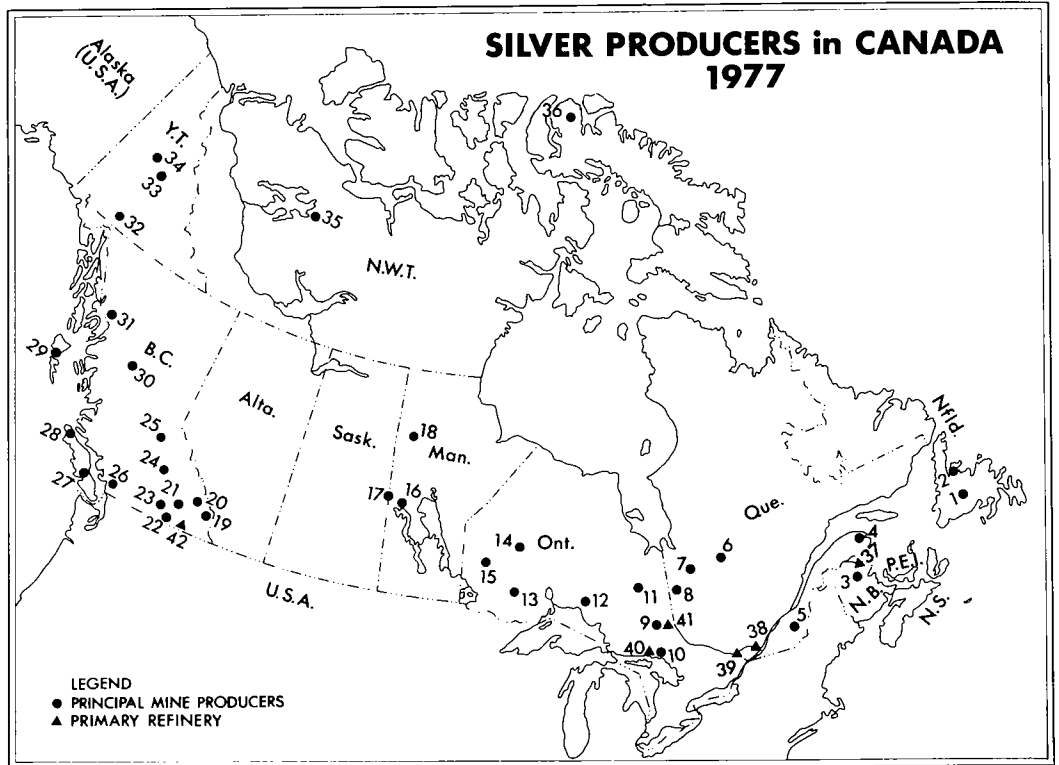 SILVER PRODUCERS in CANADA
1977
Alaska
(U.S.A.)
Y.T.
34
33
32
36
35
N.W.T.
31
29
B.C.
30
Alta.
Sask.
18
Man.
28
25
24
27
26
23
21
20
19
22
42
17
16
U.S.A.
14
Ont.
15
13
12
11
7
6
8
9
41
40
10
Que.
Nfld.
2
1
4
37
3
P.E.I.
N.B.
N.S.
5
38
39
LEGEND
PRINCIPAL MINE PRODUCERS
PRIMARY REFINERY